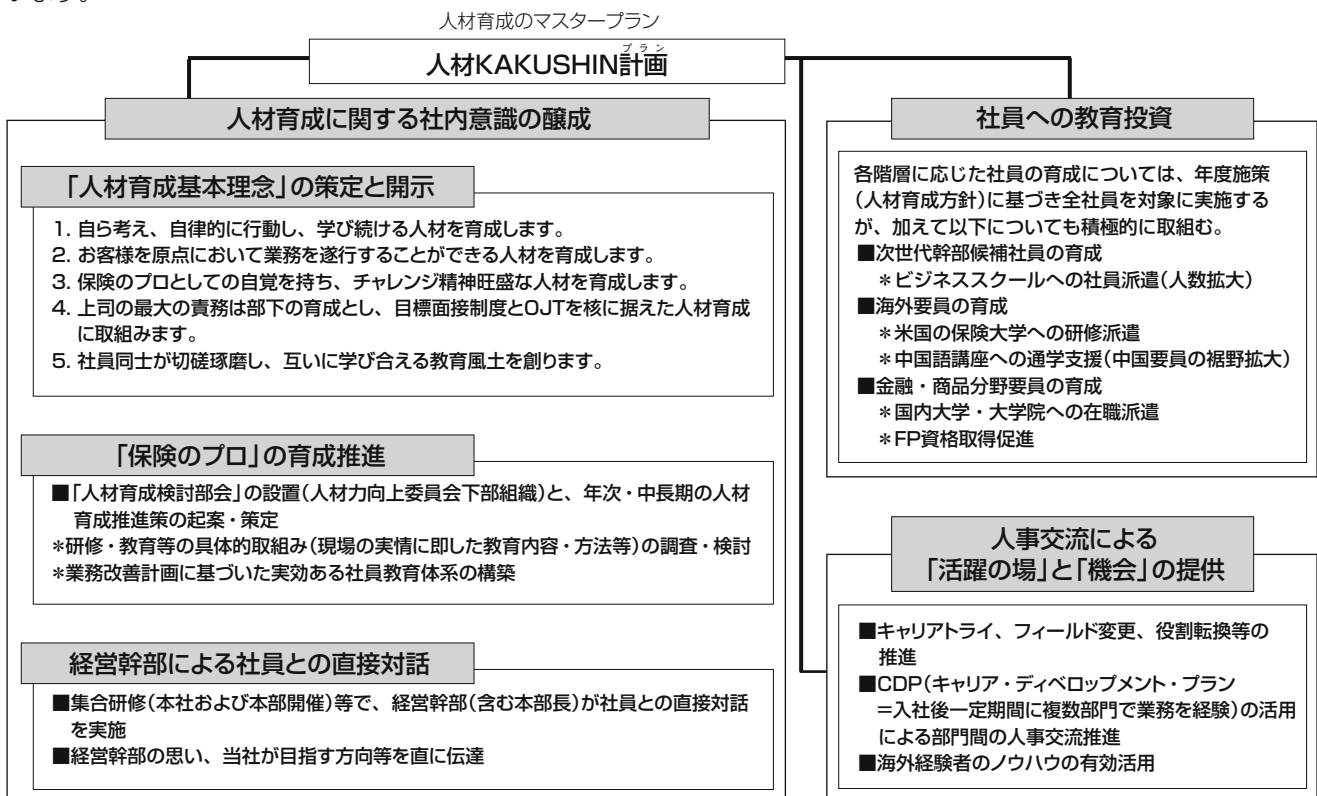 います。
人材育成のマスタープラン
プラン
人材KAKUSHIN計画
人材育成に関する社内意識の醸成
「人材育成基本理念」の策定と開示
1. 自ら考え、自律的に行動し、学び続ける人材を育成します。
2. お客様を原点において業務を遂行することができる人材を育成します。
3. 保険のプロとしての自覚を持ち、チャレンジ精神旺盛な人材を育成します。
4. 上司の最大の責務は部下の育成とし、目標面接制度とOJTを核に据えた人材育成
に取組みます。
5. 社員同士が切磋琢磨し、互いに学び合える教育風土を創ります。
「保険のプロ」の育成推進
■「人材育成検討部会」の設置(人材力向上委員会下部組織)と、年次・中長期の人材
育成推進策の起案・策定
*研修・教育等の具体的取組み(現場の実情に即した教育内容・方法等)の調査・検討
*業務改善計画に基づいた実効ある社員教育体系の構築
経営幹部による社員との直接対話
■集合研修(本社および本部開催)等で、経営幹部(含む本部長)が社員との直接対話
を実施
■経営幹部の思い、当社が目指す方向等を直に伝達
社員への教育投資
各階層に応じた社員の育成については、年度施策
(人材育成方針)に基づき全社員を対象に実施する
が、加えて以下についても積極的に取組む。
■次世代幹部候補社員の育成
*ビジネススクールへの社員派遣(人数拡大)
■海外要員の育成
*米国の保険大学への研修派遣
*中国語講座への通学支援(中国要員の裾野拡大)
■金融・商品分野要員の育成
*国内大学・大学院への在職派遣
*FP資格取得促進
人事交流による
「活躍の場」と「機会」の提供
■キャリアトライ、フィールド変更、役割転換等の
推進
■CDP(キャリア・ディベロップメント・プラン
=入社後一定期間に複数部門で業務を経験)の活用
による部門間の人事交流推進
■海外経験者のノウハウの有効活用